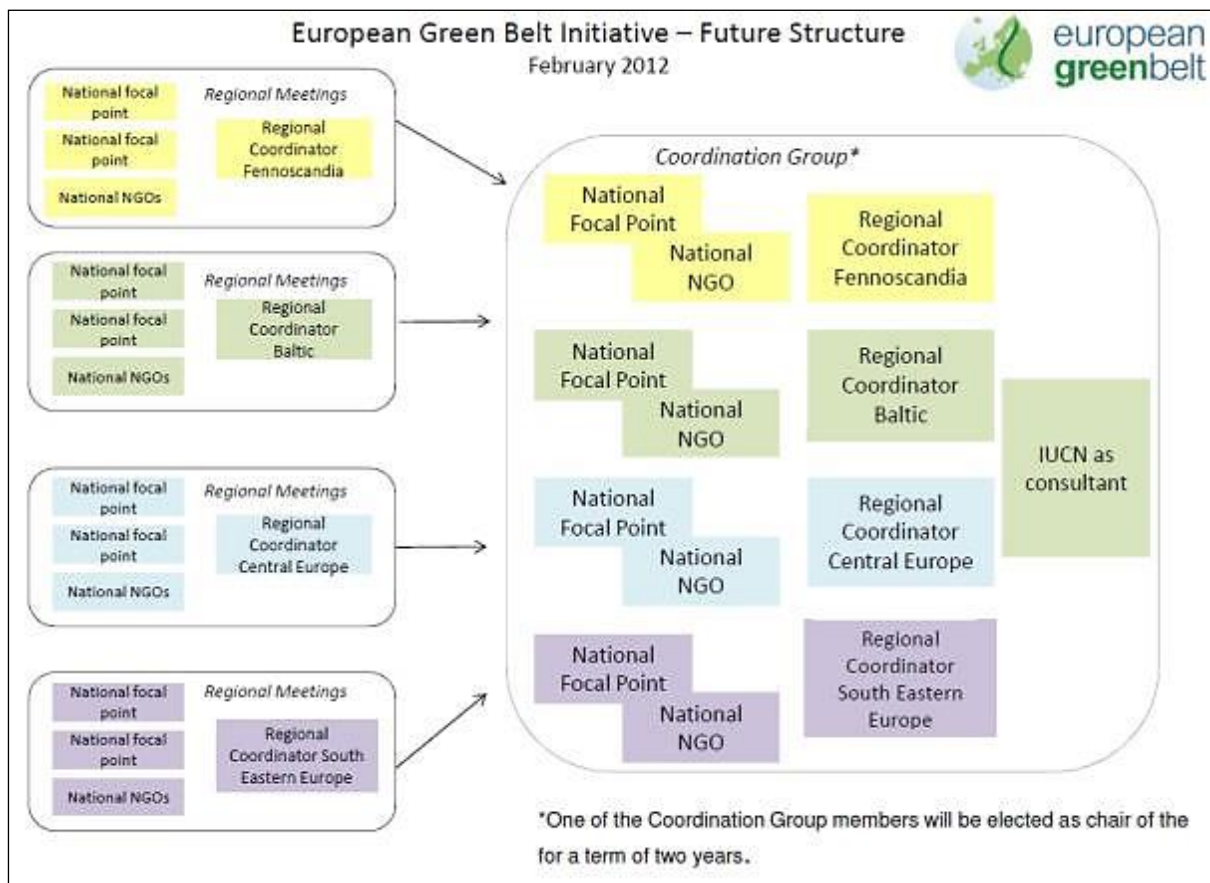 European Green Belt Initiative – Future Structure
February 2012
european
greenbelt
National focal
point
National focal
point
National NGOs
Regional Meetings
Regional
Coordinator
Fennoscandia
National focal
point
National focal
point
National NGOs
Regional Meetings
Regional
Coordinator
Baltic
National focal
point
National focal
point
National NGOs
Regional Meetings
Regional
Coordinator
Central Europe
National focal
point
National focal
point
National NGOs
Regional Meetings
Regional
Coordinator South
Eastern Europe
Coordination Group*
National
Focal Point
National
NGO
Regional
Coordinator
Fennoscandia
National
Focal Point
National
NGO
Regional
Coordinator
Baltic
National
Focal Point
National
NGO
Regional
Coordinator
Central Europe
National
Focal Point
National
NGO
Regional
Coordinator
South Eastern
Europe
IUCN as
consultant
*One of the Coordination Group members will be elected as chair of the
for a term of two years.